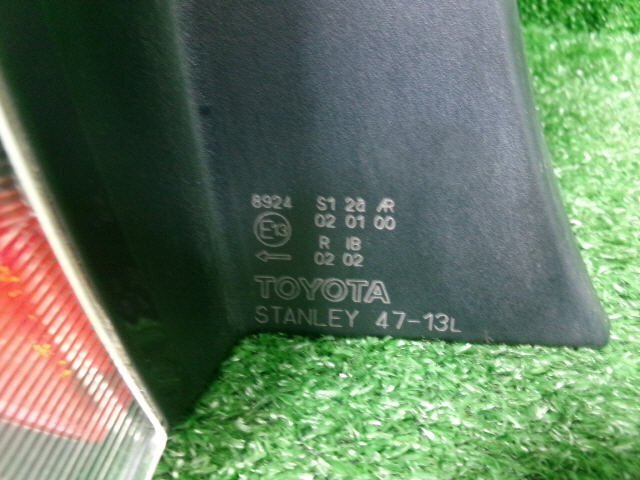 8924 S1 2a AR
E13 02 01 00
R IB
← 02 02
TOYOTA
STANLEY 47-13L